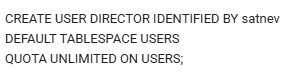 CREATE USER DIRECTOR IDENTIFIED BY satnev
DEFAULT TABLESPACE USERS
QUOTA UNLIMITED ON USERS;